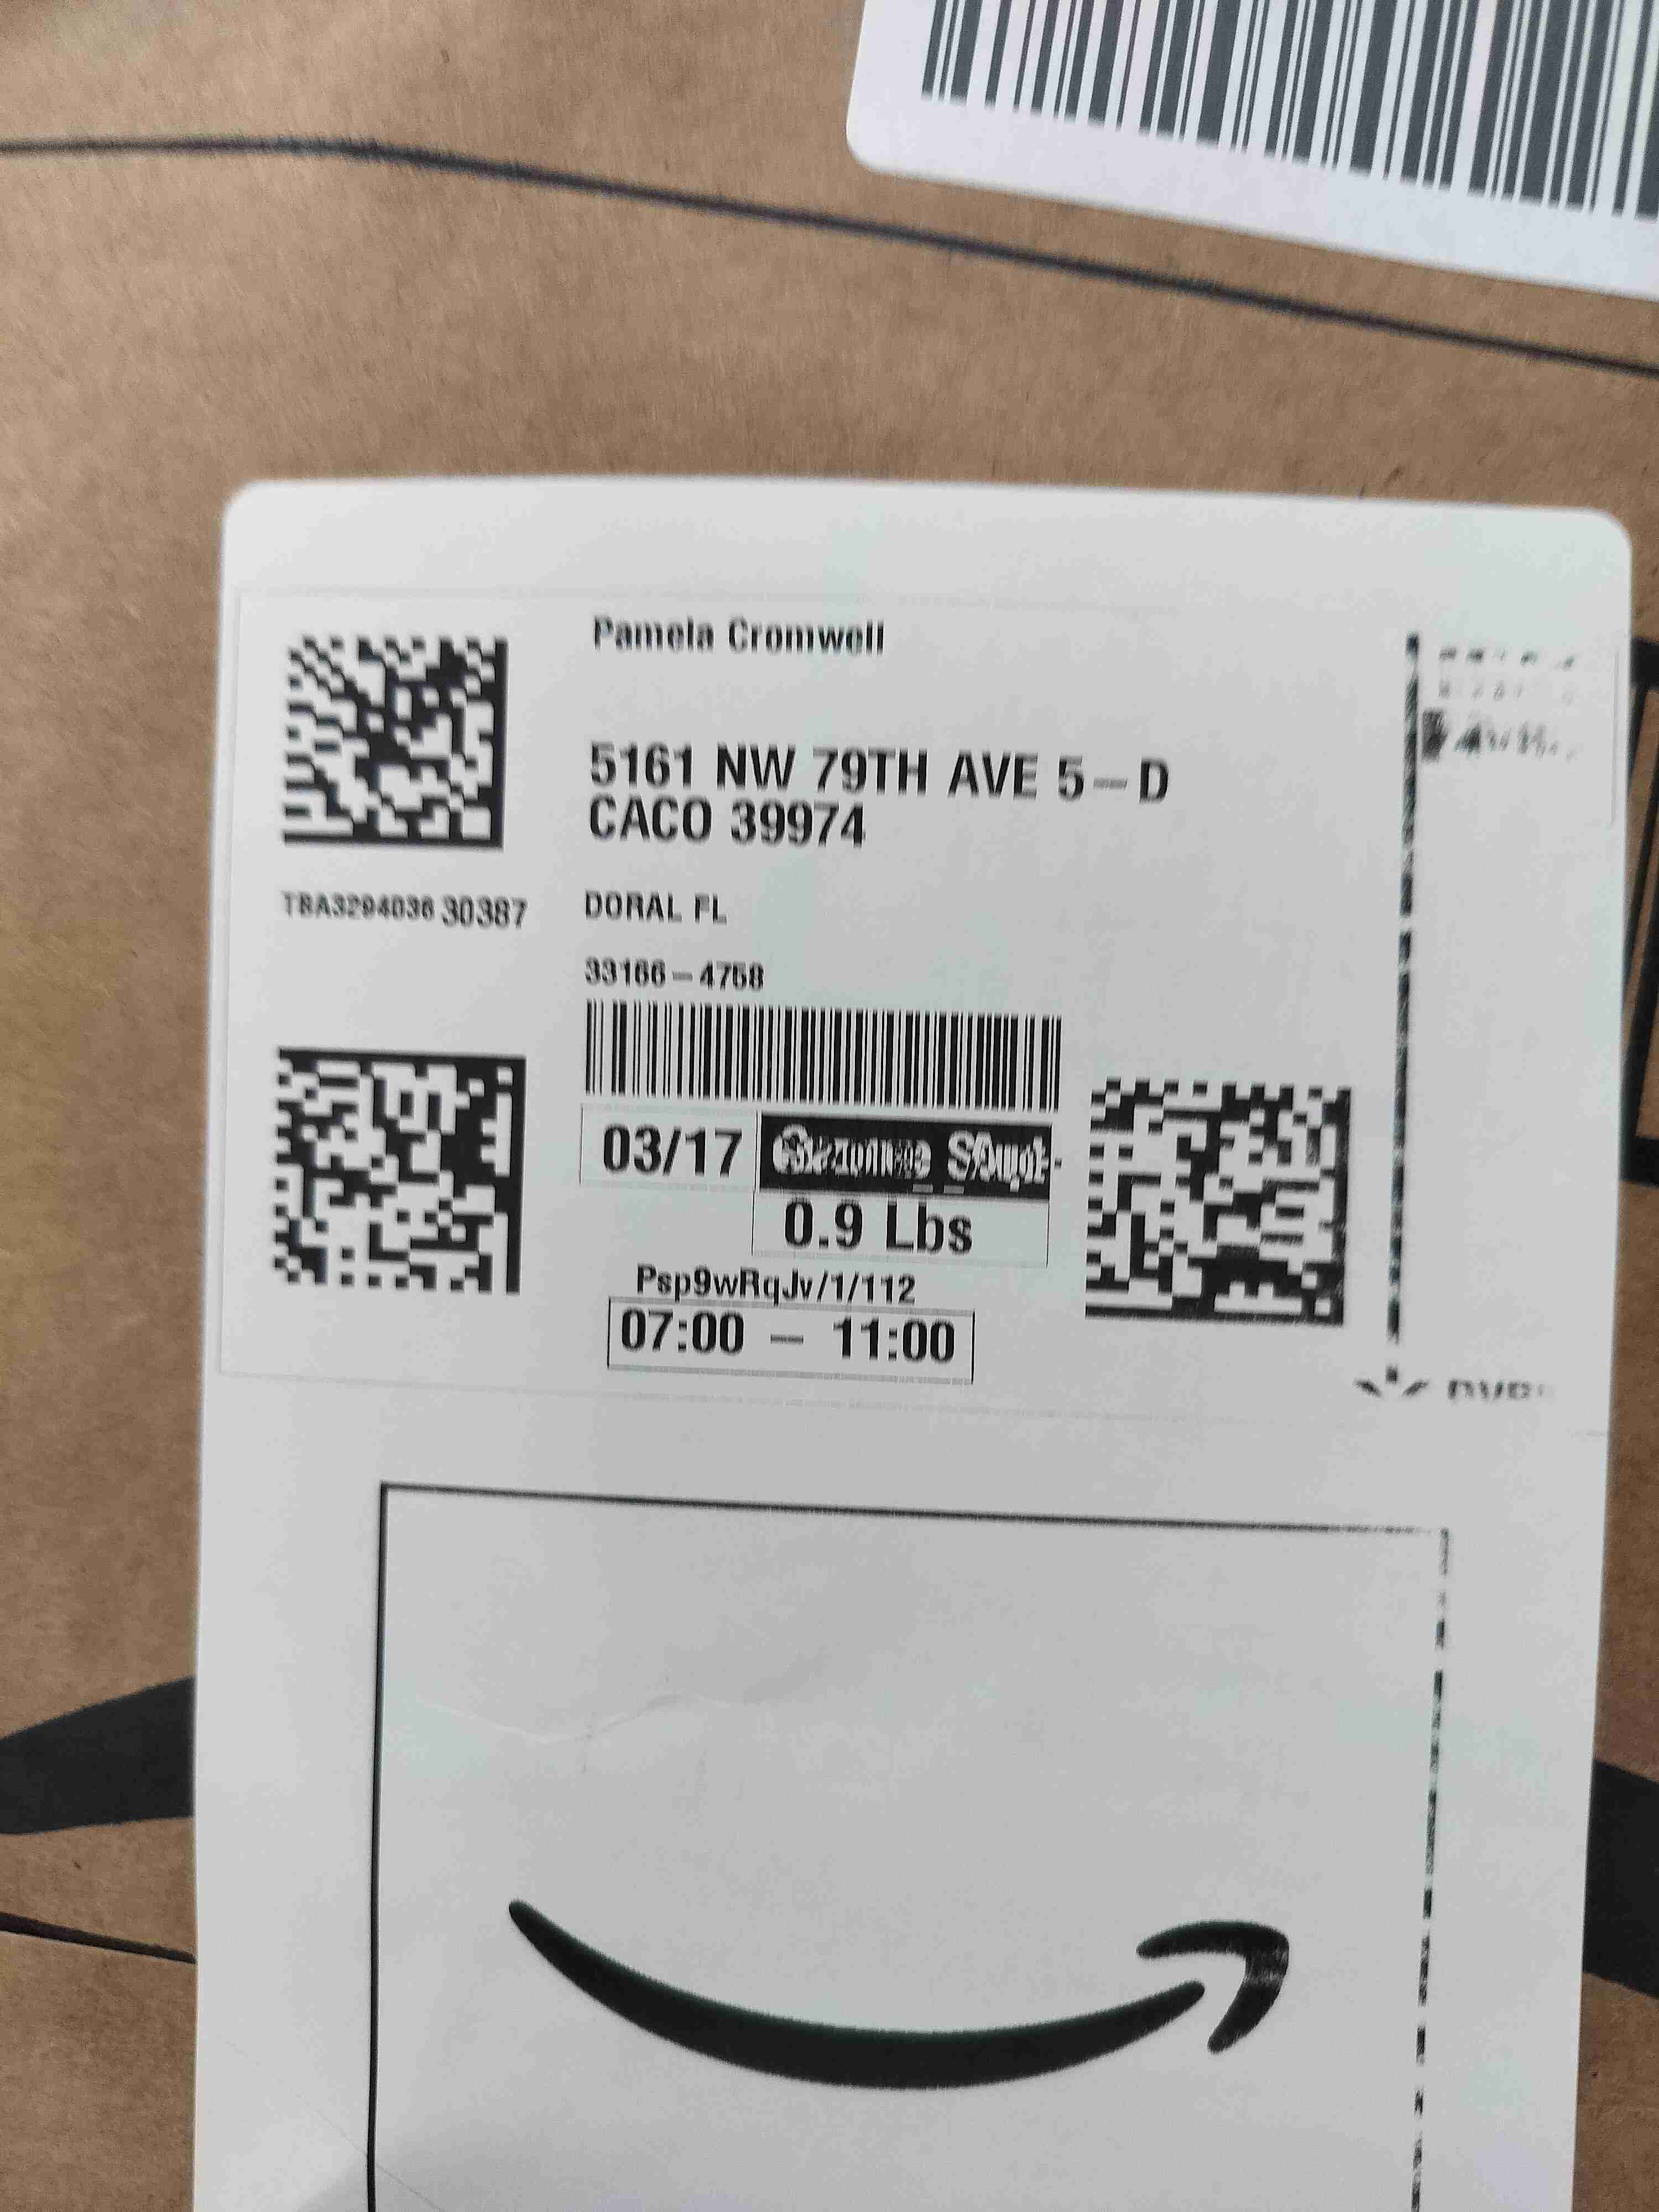 Pamela Cromwell
5161 NW 79TH AVE 5-D
CACO 39974
TBA3294036 30387
DORAL FL
33166-4758
03/17
0.9 Lbs
Psp9wRqJv/1/112
07:00 - 11:00